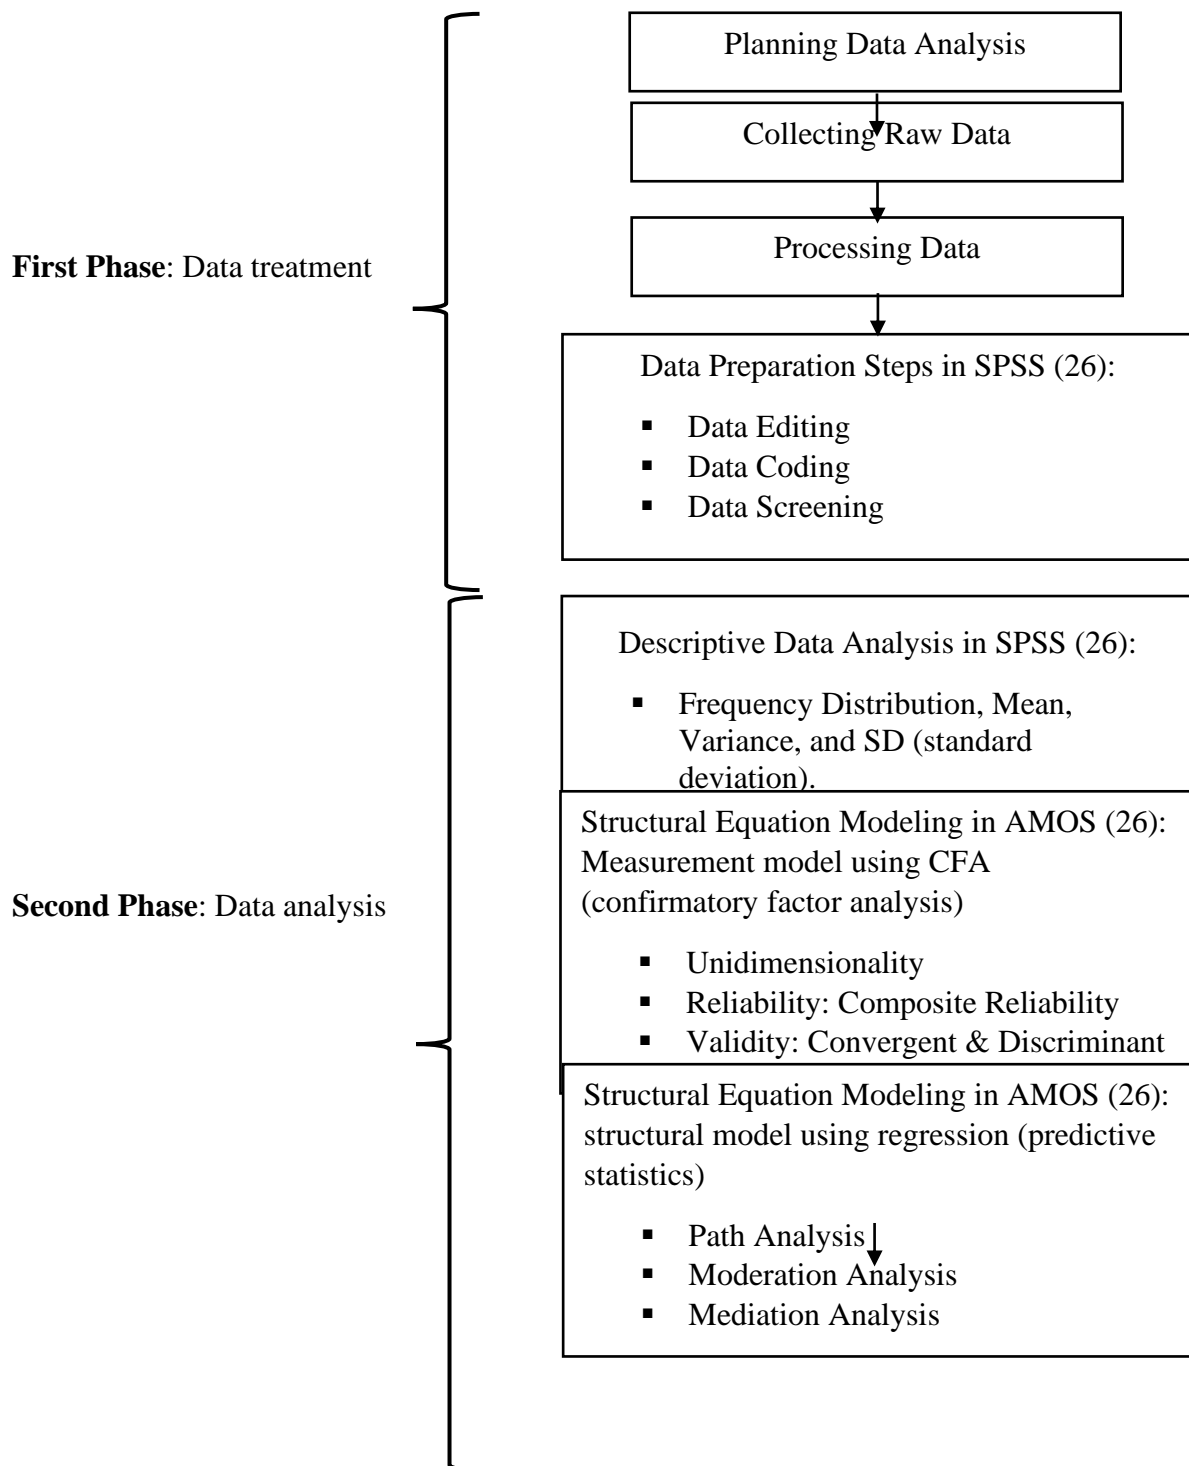 Planning Data Analysis
Collecting Raw Data
Processing Data
First Phase: Data treatment
Data Preparation Steps in SPSS (26):
▪ Data Editing
▪ Data Coding
▪ Data Screening
Descriptive Data Analysis in SPSS (26):
▪ Frequency Distribution, Mean,
Variance, and SD (standard
deviation).
Second Phase: Data analysis
Structural Equation Modeling in AMOS (26):
Measurement model using CFA
(confirmatory factor analysis)
▪ Unidimensionality
▪ Reliability: Composite Reliability
▪ Validity: Convergent & Discriminant
Structural Equation Modeling in AMOS (26):
structural model using regression (predictive
statistics)
▪ Path Analysis
▪ Moderation Analysis
▪ Mediation Analysis